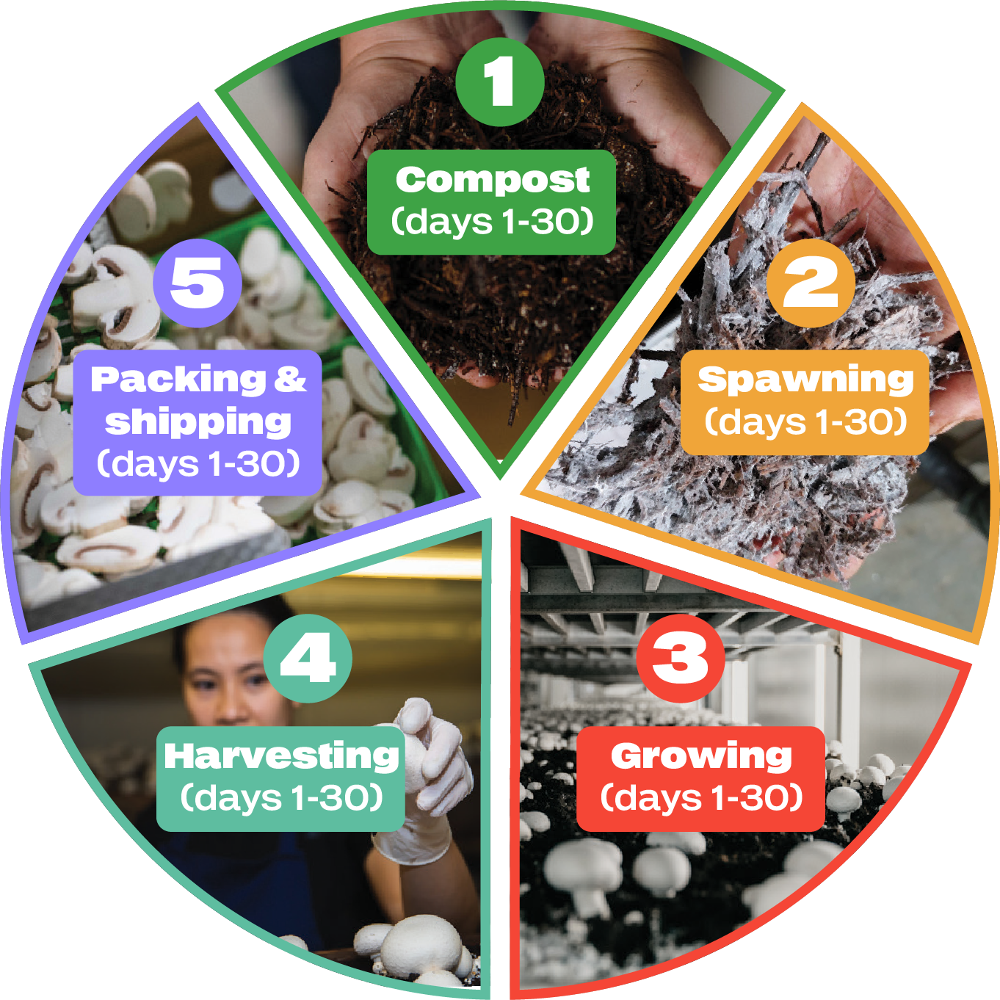 1
Compost
(days 1-30)
2
Spawning
(days 1-30)
3
Growing
(days 1-30)
4
Harvesting
(days 1-30)
5
Packing &
shipping
(days 1-30)